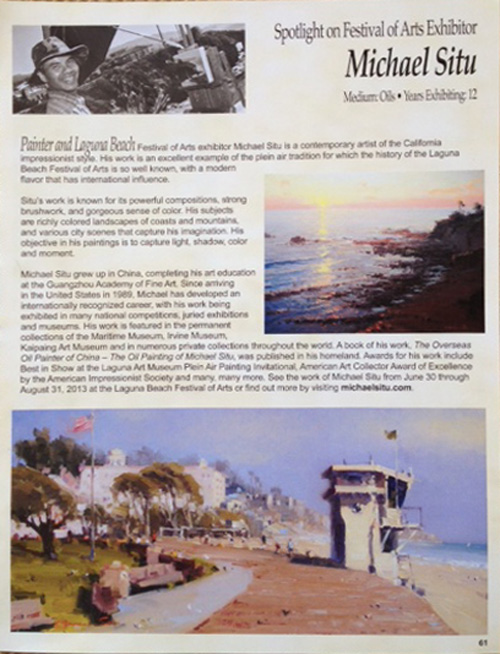 Spotlight on Festival of Arts Exhibitor
Michael Situ
Medium: Oils • Years Exhibiting: 12
Painter and Laguna Beach Festival of Arts exhibitor Michael Situ is a contemporary artist of the California
impressionist style. His work is an excellent example of the plein air tradition for which the history of the Laguna
Beach Festival of Arts is so well known, with a modern
flavor that has international influence.
Situ's work is known for its powerful compositions, strong
brushwork, and gorgeous sense of color. His subjects
are richly colored landscapes of coasts and mountains,
and various city scenes that capture his imagination. His
objective in his paintings is to capture light, shadow, color
and moment.
Michael Situ grew up in China, completing his art education
at the Guangzhou Academy of Fine Art. Since arriving
in the United States in 1989, Michael has developed an
internationally recognized career, with his work being
exhibited in many national competitions, juried exhibitions
and museums. His work is featured in the permanent
collections of the Maritime Museum, Irvine Museum,
Kaipaing Art Museum and in numerous private collections throughout the world. A book of his work, The Overseas
Oil Painter of China – The Oil Painting of Michael Situ, was published in his homeland. Awards for his work include
Best in Show at the Laguna Art Museum Plein Air Painting Invitational, American Art Collector Award of Excellence
by the American Impressionist Society and many, many more. See the work of Michael Situ from June 30 through
August 31, 2013 at the Laguna Beach Festival of Arts or find out more by visiting michaelsitu.com.
61